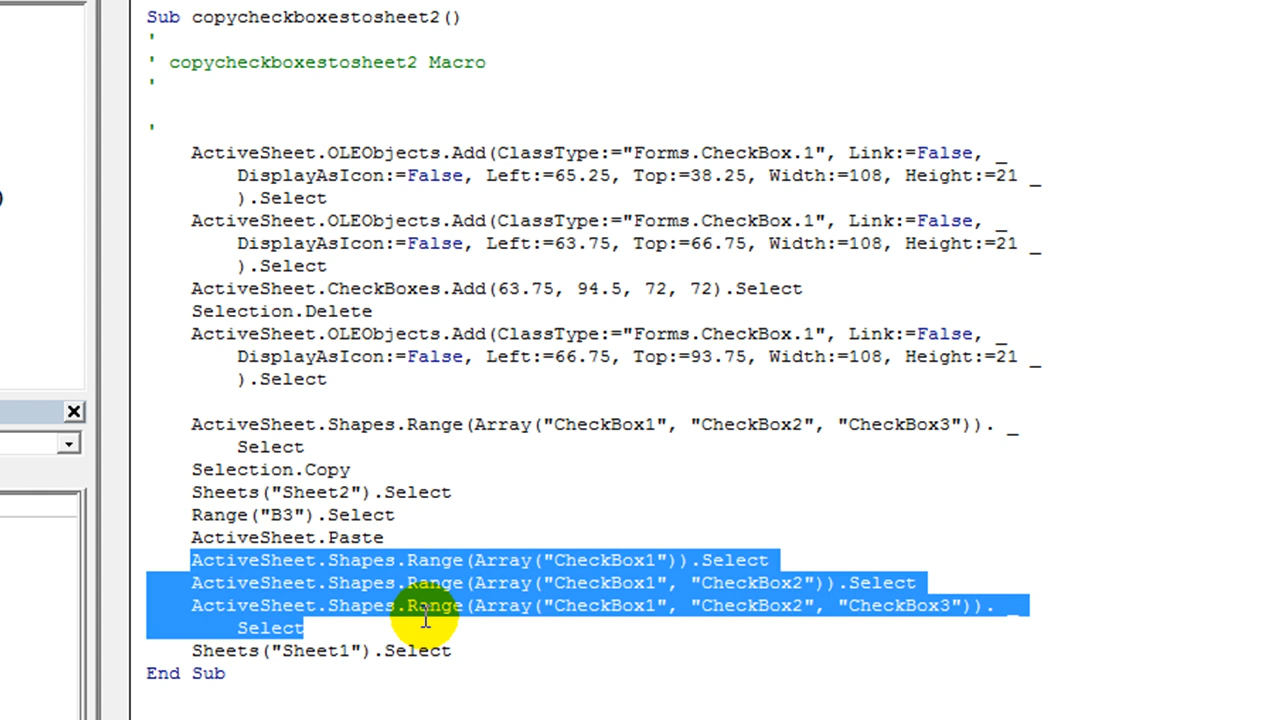 Sub copycheckboxestosheet2()
'
' copycheckboxestosheet2 Macro
'
'
ActiveSheet.OLEObjects.Add(ClassType:="Forms.CheckBox.1", Link:=False, _
DisplayAsIcon:=False, Left:=65.25, Top:=38.25, Width:=108, Height:=21 _
).Select
ActiveSheet.OLEObjects.Add(ClassType:="Forms.CheckBox.1", Link:=False, _
DisplayAsIcon:=False, Left:=63.75, Top:=66.75, Width:=108, Height:=21 _
).Select
ActiveSheet.CheckBoxes.Add(63.75, 94.5, 72, 72).Select
Selection.Delete
ActiveSheet.OLEObjects.Add(ClassType:="Forms.CheckBox.1", Link:=False, _
DisplayAsIcon:=False, Left:=66.75, Top:=93.75, Width:=108, Height:=21 _
).Select
ActiveSheet.Shapes.Range(Array("CheckBox1", "CheckBox2", "CheckBox3")). _
Select
Selection.Copy
Sheets("Sheet2").Select
Range("B3").Select
ActiveSheet.Paste
ActiveSheet.Shapes.Range(Array("CheckBox1")).Select
ActiveSheet.Shapes.Range(Array("CheckBox1", "CheckBox2")).Select
ActiveSheet.Shapes.Range(Array("CheckBox1", "CheckBox2", "CheckBox3")). _
Select
Sheets("Sheet1").Select
End Sub
)